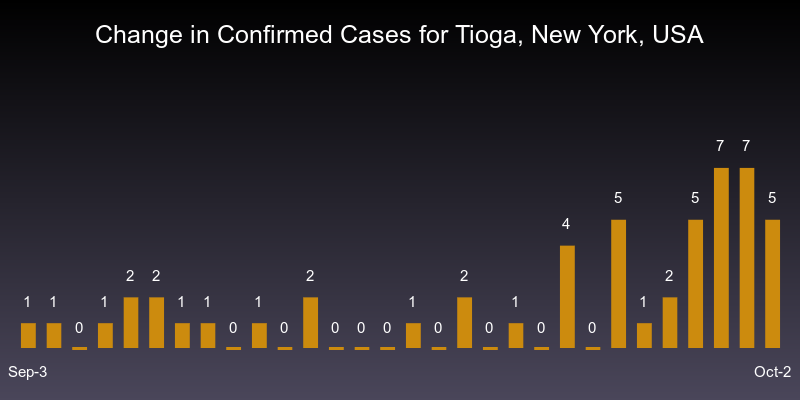 Change in Confirmed Cases for Tioga, New York, USA
7 7
5 5 5
4
2 2 2 2 2
1 1 1 1 1 1 1 1 1
0 0 0 0 0 0 0 0 0 0 0
Sep-3 Oct-2